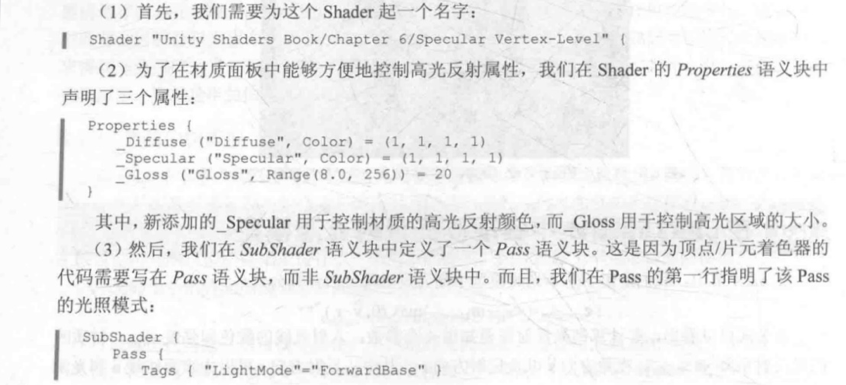 （1）首先，我们需要为这个 Shader 起一个名字：
Shader "Unity Shaders Book/Chapter 6/Specular Vertex-Level" {
（2）为了在材质面板中能够方便地控制高光反射属性，我们在 Shader 的 Properties 语义块中
声明了三个属性：
Properties {
_Diffuse ("Diffuse", Color) = (1, 1, 1, 1)
_Specular ("Specular", Color) = (1, 1, 1, 1)
_Gloss ("Gloss", Range(8.0, 256)) = 20
}
其中，新添加的_Specular 用于控制材质的高光反射颜色，而_Gloss 用于控制高光区域的大小。
（3）然后，我们在 SubShader 语义块中定义了一个 Pass 语义块。这是因为顶点/片元着色器的
代码需要写在 Pass 语义块，而非 SubShader 语义块中。而且，我们在 Pass 的第一行指明了该 Pass
的光照模式：
SubShader {
Pass {
Tags { "LightMode"="ForwardBase" }